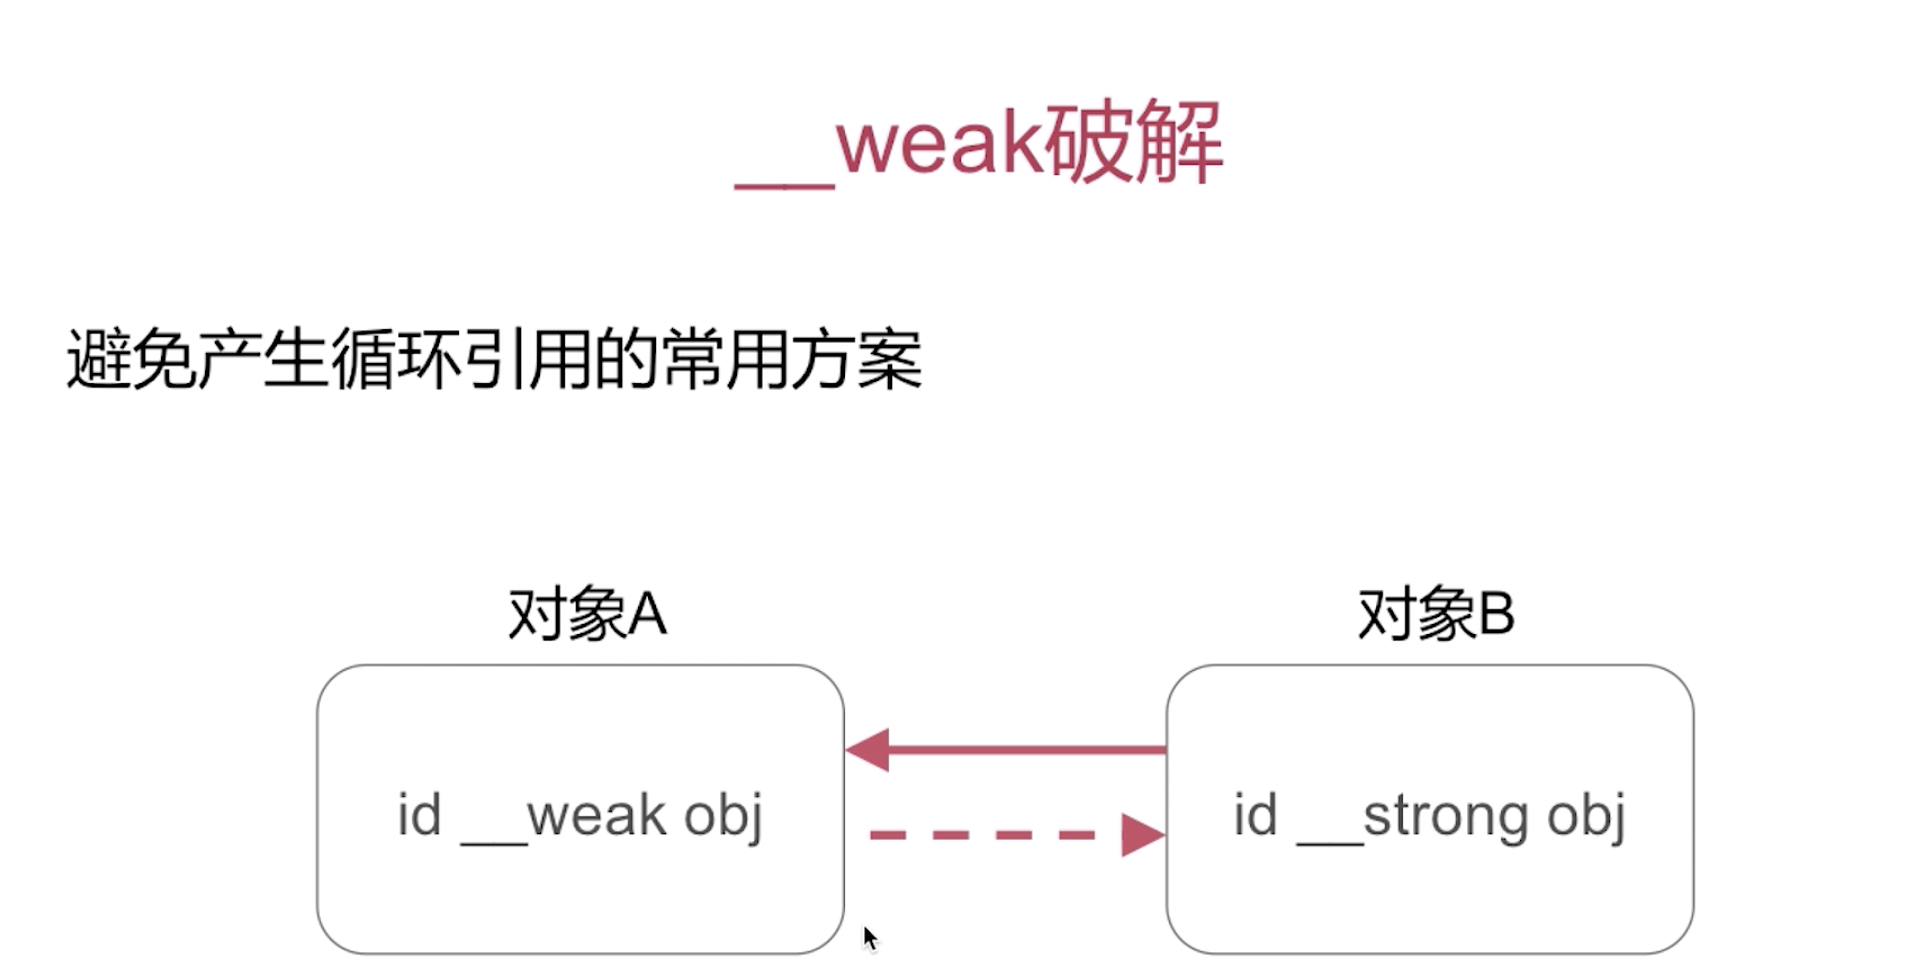 __weak破解
避免产生循环引用的常用方案
对象A
对象B
id __weak obj
id __strong obj